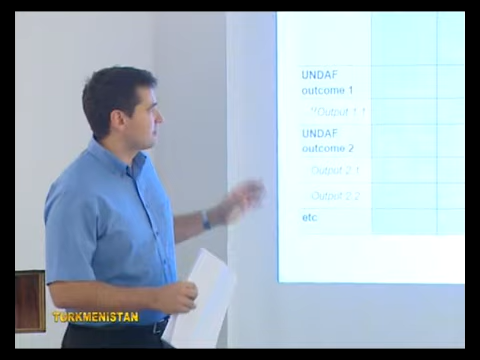 UNDAF
outcome 1
"Output 1.1
UNDAF
outcome 2
Output 2.1
Output 2.2
etc
TÜRKMENISTAN